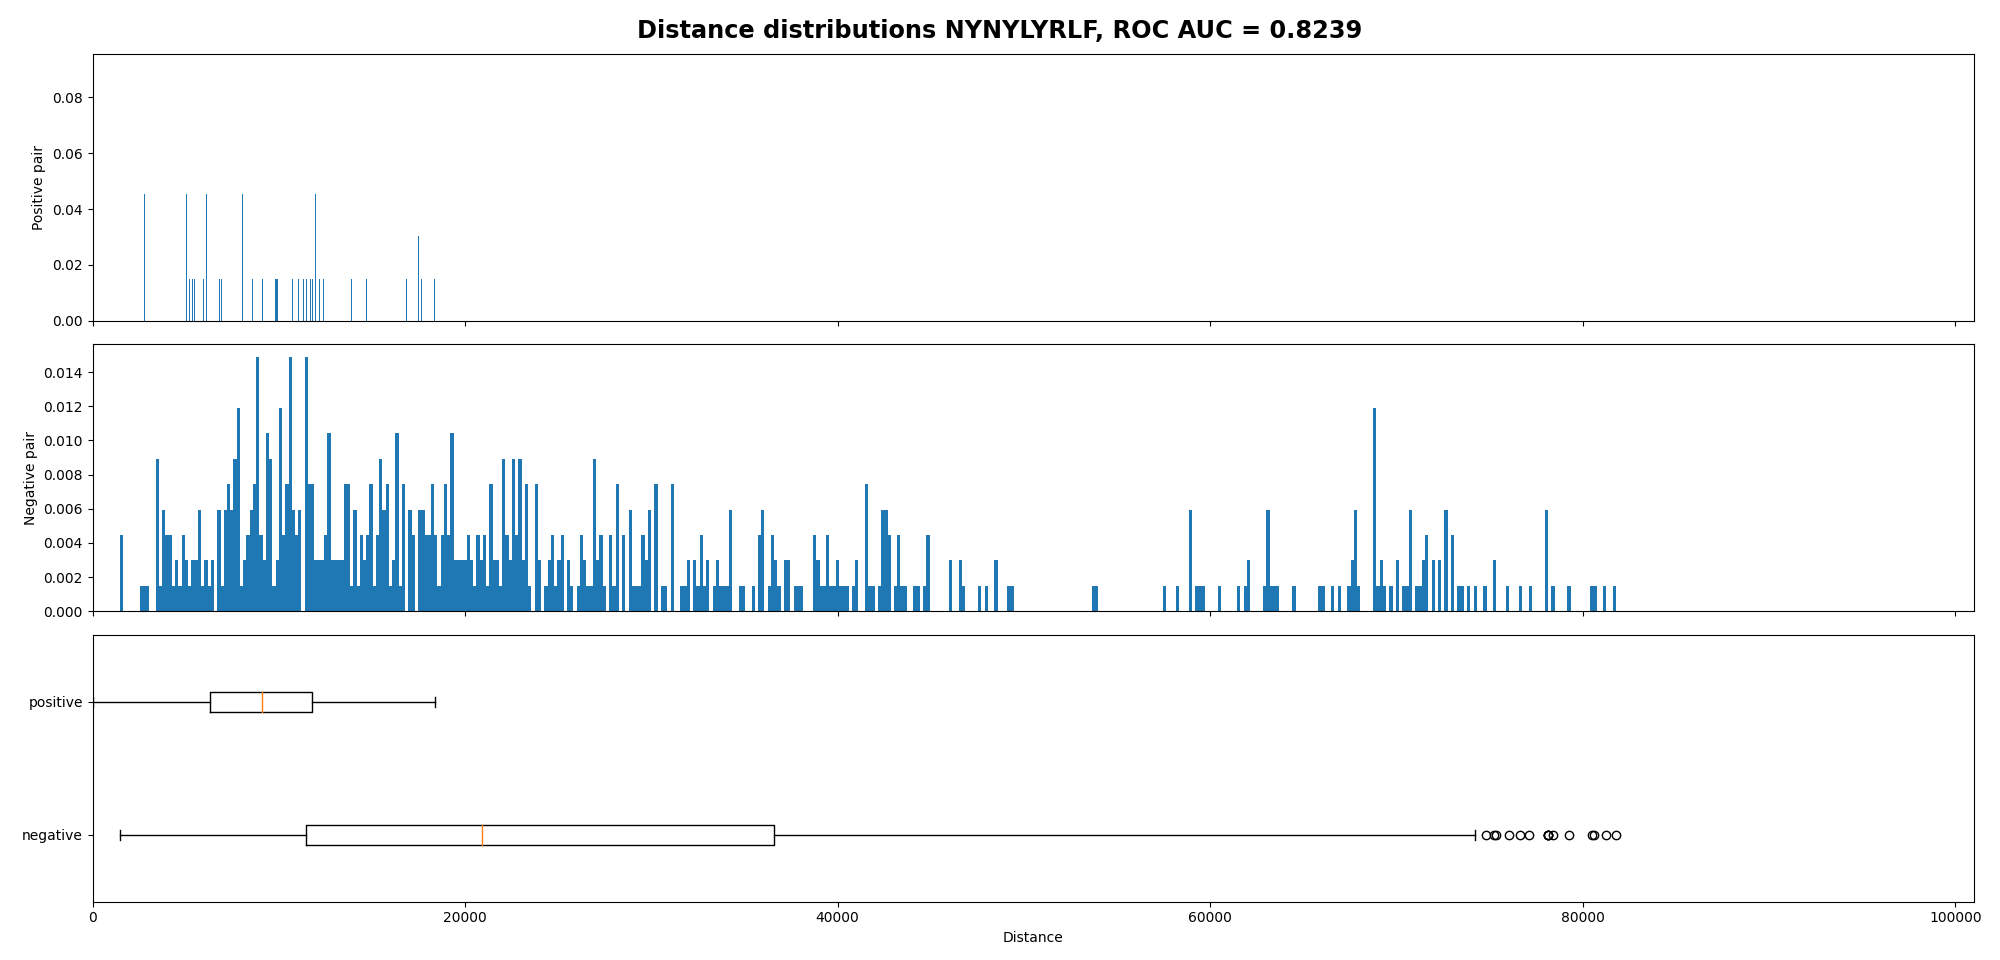 Distance distributions NYNYLYRLF, ROC AUC = 0.8239
0.08
0.06
0.04
0.02
0.00
Positive pair
0.014
0.012
0.010
0.008
0.006
0.004
0.002
0.000
Negative pair
positive
negative
0 20000 40000 60000 80000 100000
Distance